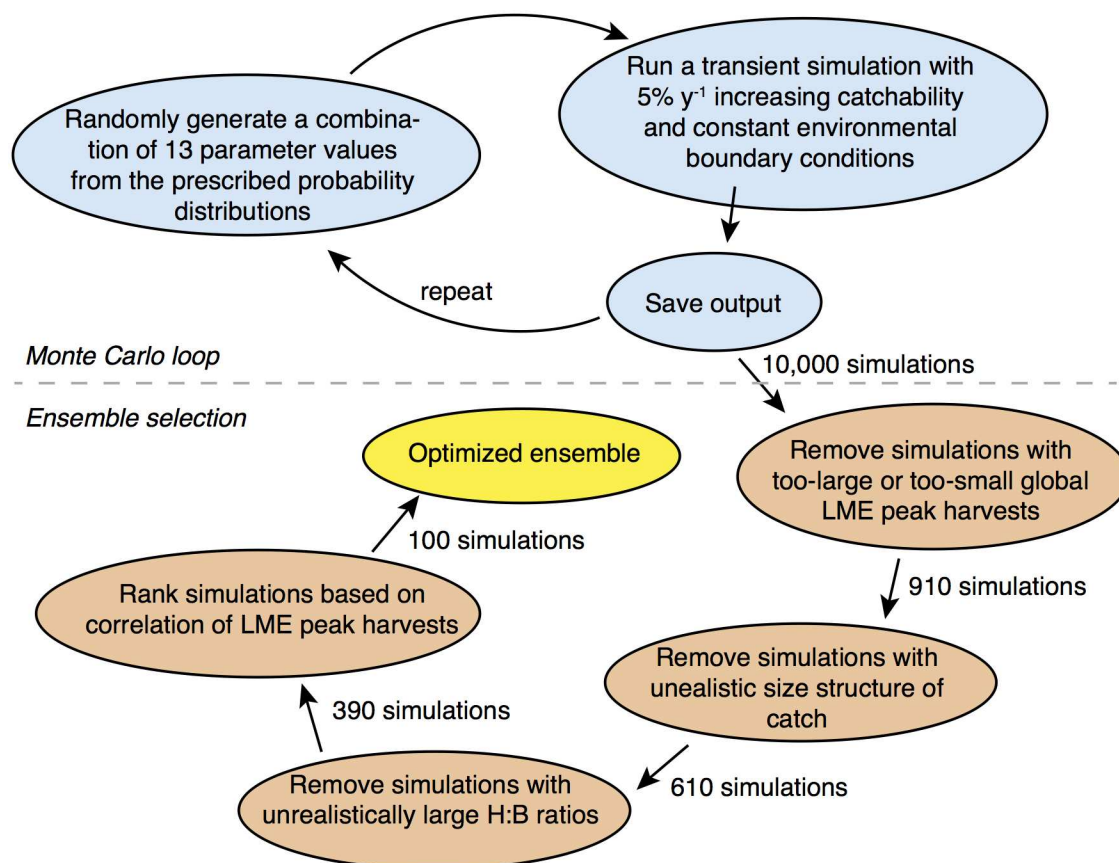 Randomly generate a combina-
tion of 13 parameter values
from the prescribed probability
distributions
Run a transient simulation with
5% y⁻¹ increasing catchability
and constant environmental
boundary conditions
Save output
repeat
Monte Carlo loop
10,000 simulations
Ensemble selection
Remove simulations with
too-large or too-small global
LME peak harvests
910 simulations
Remove simulations with
unealistic size structure of
catch
610 simulations
Remove simulations with
unrealistically large H:B ratios
390 simulations
Rank simulations based on
correlation of LME peak harvests
100 simulations
Optimized ensemble